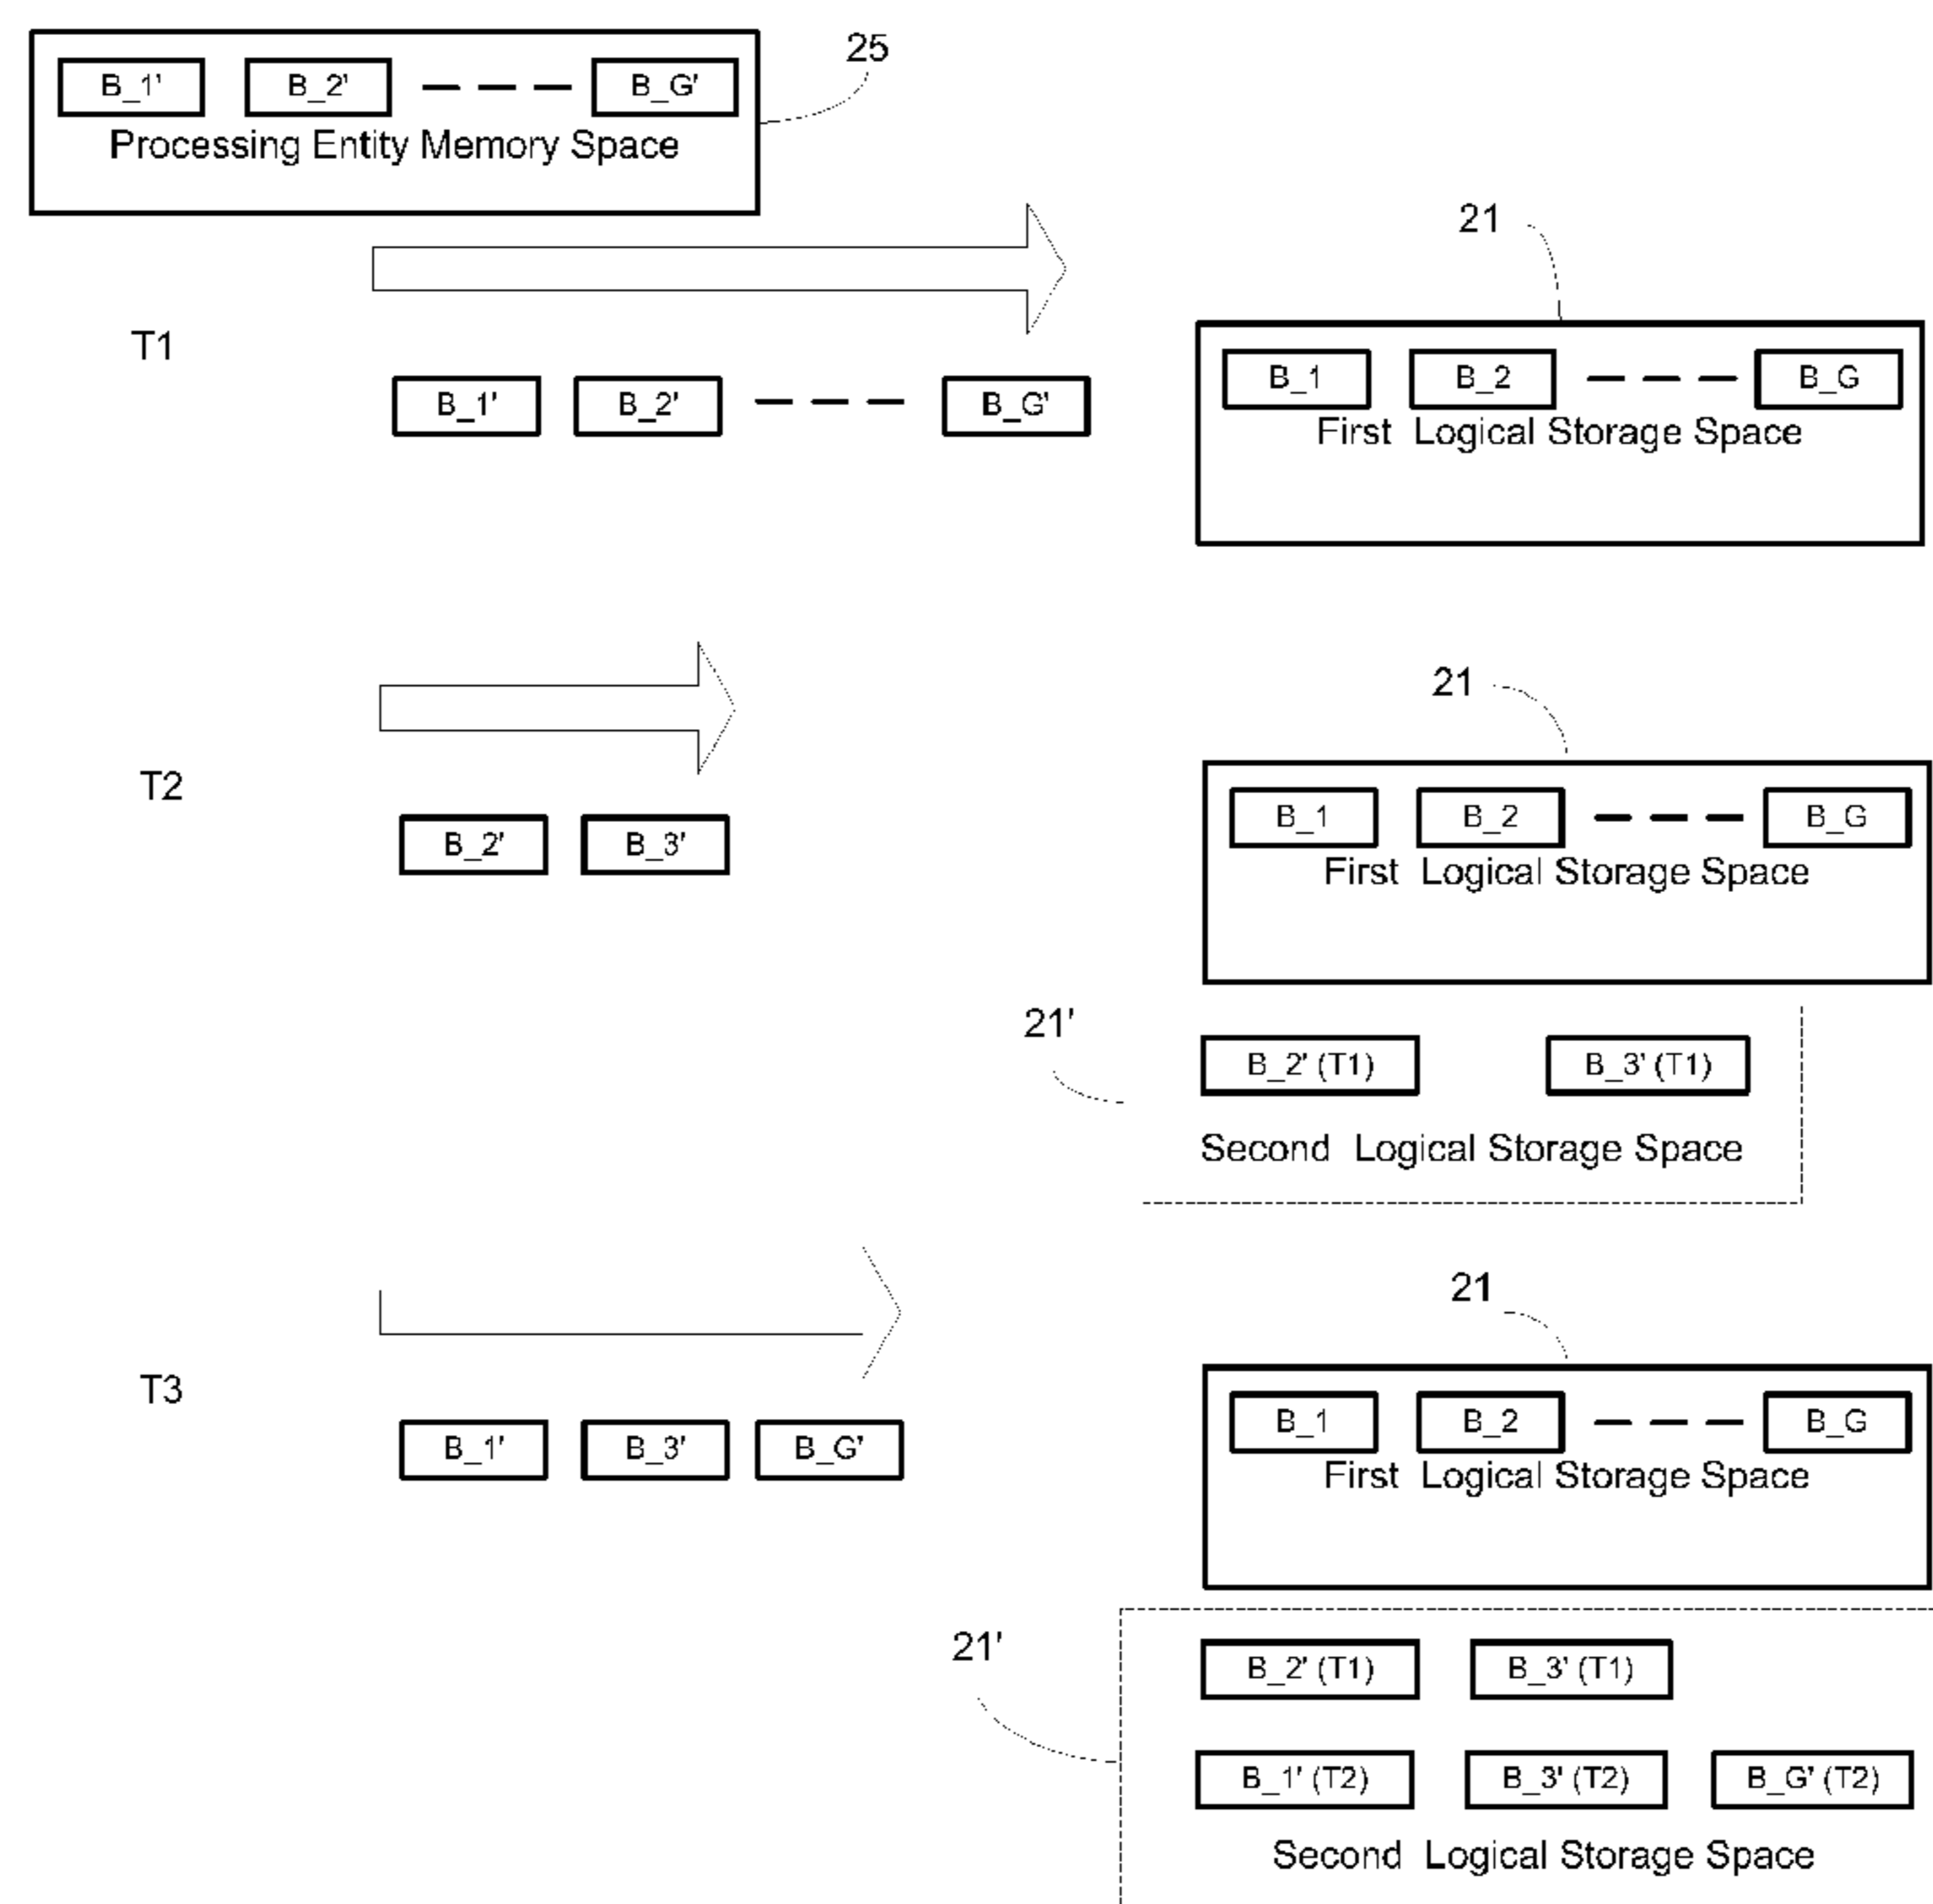 B_1' B_2' B_G'
Processing Entity Memory Space
25
21
T1
B_1 B_2 B_G
First Logical Storage Space
B_1' B_2' B_G'
21
T2
B_1 B_2 B_G
First Logical Storage Space
B_2' B_3'
21'
B_2' (T1) B_3' (T1)
Second Logical Storage Space
21
T3
B_1 B_2 B_G
First Logical Storage Space
B_1' B_3' B_G'
21'
B_2' (T1) B_3' (T1)
B_1' (T2) B_3' (T2) B_G' (T2)
Second Logical Storage Space